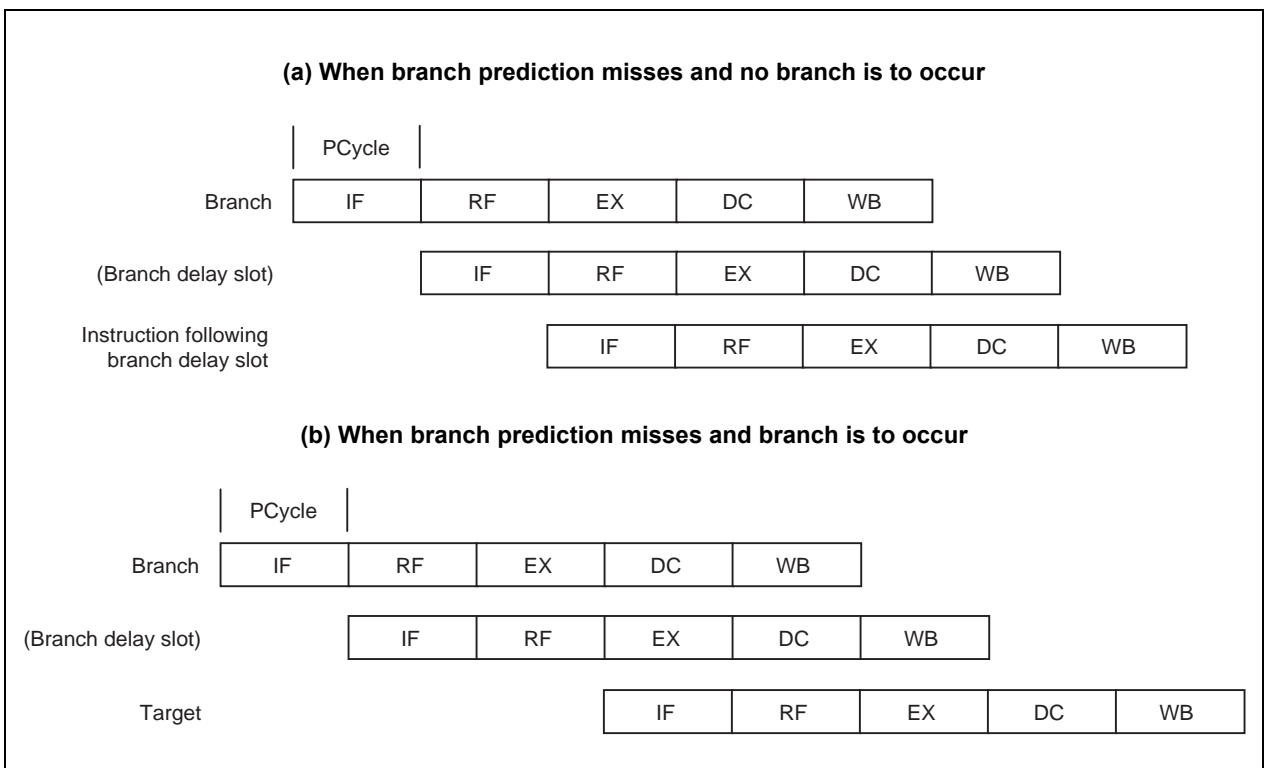 (a) When branch prediction misses and no branch is to occur
PCycle
Branch IF RF EX DC WB
(Branch delay slot) IF RF EX DC WB
Instruction following
branch delay slot
IF RF EX DC WB
(b) When branch prediction misses and branch is to occur
PCycle
Branch IF RF EX DC WB
(Branch delay slot) IF RF EX DC WB
Target IF RF EX DC WB